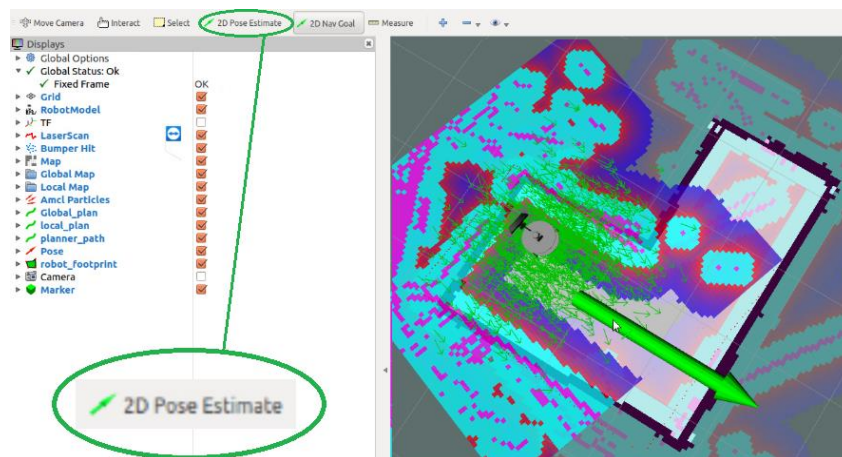 Move Camera Interact Select 2D Pose Estimate 2D Nav Goal Measure
Displays
Global Options
Global Status: Ok
Fixed Frame OK
Grid
RobotModel
TF
LaserScan
Bumper Hit
Map
Global Map
Local Map
Amcl Particles
Global_plan
local_plan
planner_path
Pose
robot_footprint
Camera
Marker
2D Pose Estimate